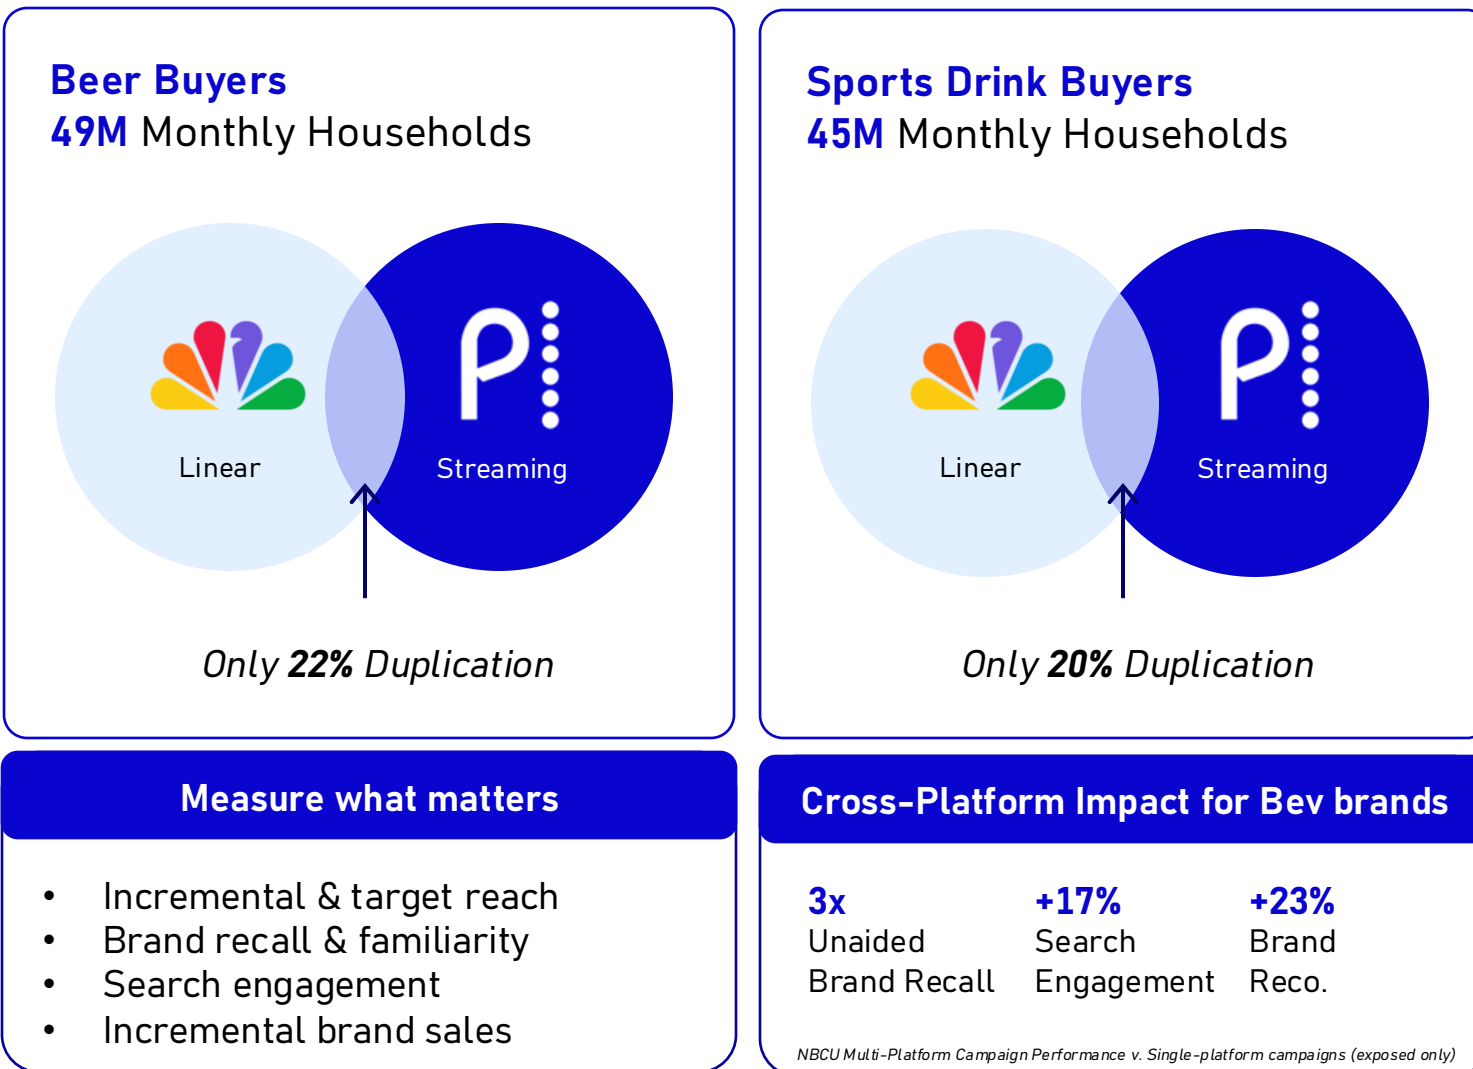 Beer Buyers
49M Monthly Households
Linear
Streaming
Only 22% Duplication
Sports Drink Buyers
45M Monthly Households
Linear
Streaming
Only 20% Duplication
Measure what matters
• Incremental & target reach
• Brand recall & familiarity
• Search engagement
• Incremental brand sales
Cross-Platform Impact for Bev brands
3x
Unaided
Brand Recall
+17%
Search
Engagement
+23%
Brand
Reco.
NBCU Multi-Platform Campaign Performance v. Single-platform campaigns (exposed only)